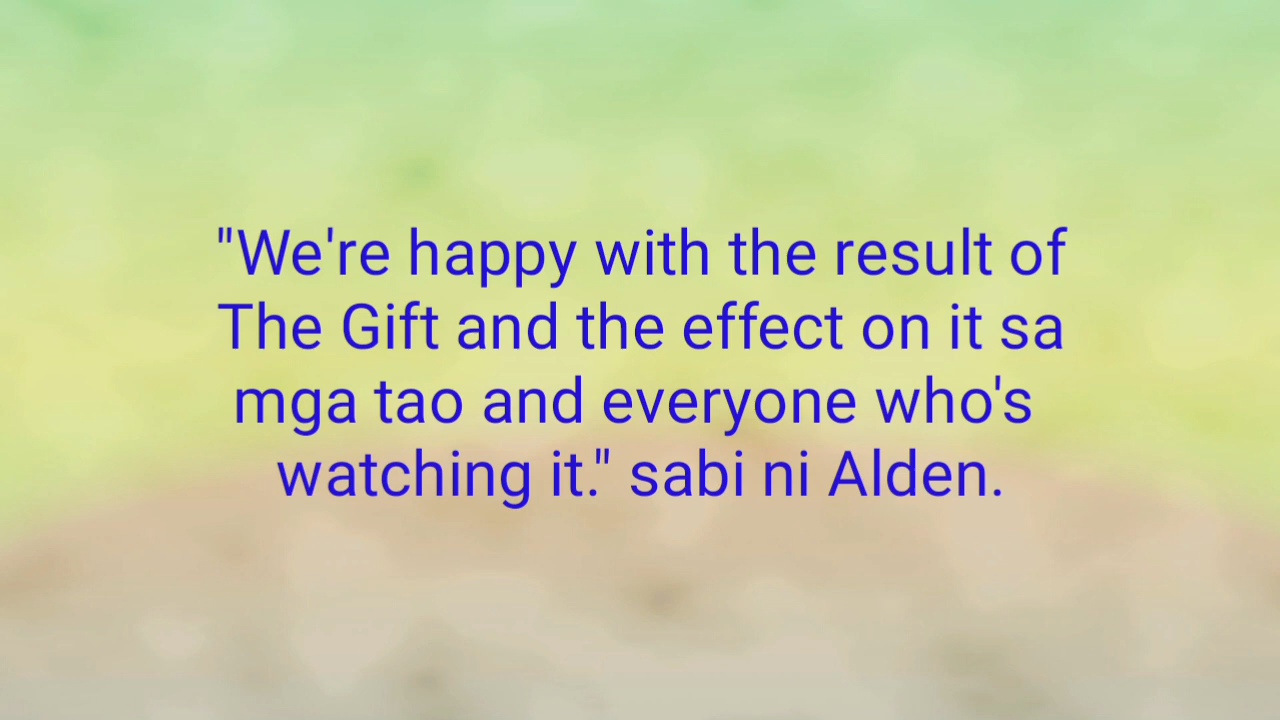 "We're happy with the result of
The Gift and the effect on it sa
mga tao and everyone who's
watching it." sabi ni Alden.